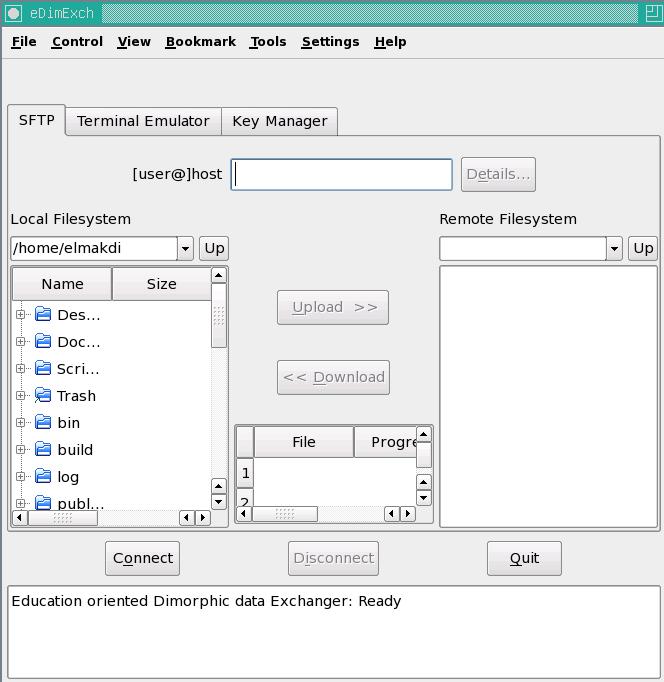 eDimExch
File Control View Bookmark Tools Settings Help
SFTP Terminal Emulator Key Manager
[user@]host Details...
Local Filesystem Remote Filesystem
/home/elmakdi Up Up
Name Size
Des...
Doc...
Scri...
Trash
bin
build
log
publ...
Upload >>
<< Download
File Progre
1
2
Connect Disconnect Quit
Education oriented Dimorphic data Exchanger: Ready